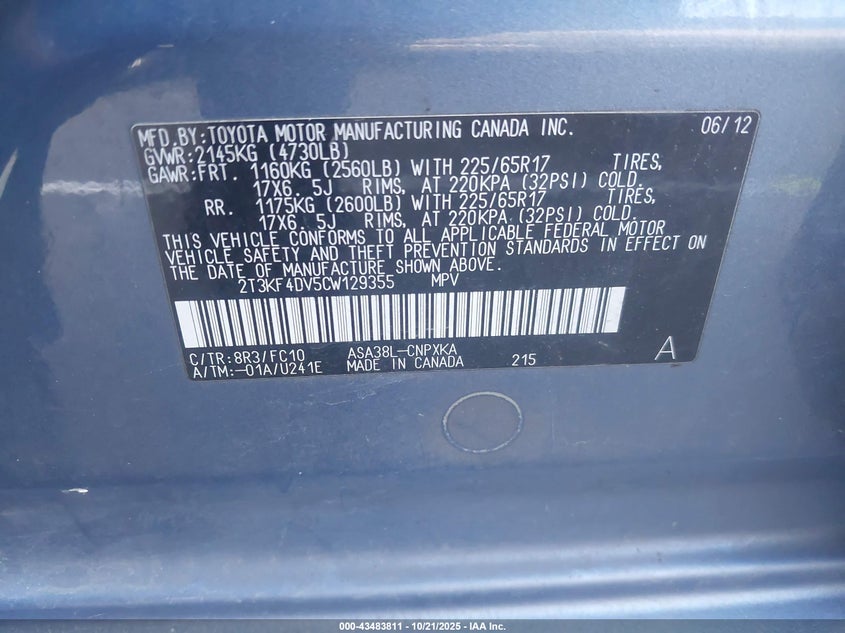 MFD.BY:TOYOTA MOTOR MANUFACTURING CANADA INC. 06/12
GVWR:2145KG (4730LB)
GAWR:FRT. 1160KG (2560LB) WITH 225/65R17 TIRES,
17X6. 5J RIMS, AT 220KPA (32PSI) COLD.
RR. 1175KG (2600LB) WITH 225/65R17 TIRES,
17X6. 5J RIMS, AT 220KPA (32PSI) COLD.
THIS VEHICLE CONFORMS TO ALL APPLICABLE FEDERAL MOTOR
VEHICLE SAFETY AND THEFT PREVENTION STANDARDS IN EFFECT ON
THE DATE OF MANUFACTURE SHOWN ABOVE.
2T3KF4DV5CW129355 MPV
C/TR:8R3/FC10 ASA38L-CNPXKA
A/TM:-01A/U241E MADE IN CANADA 215 A
000-43483811 - 10/21/2025 - IAA Inc.